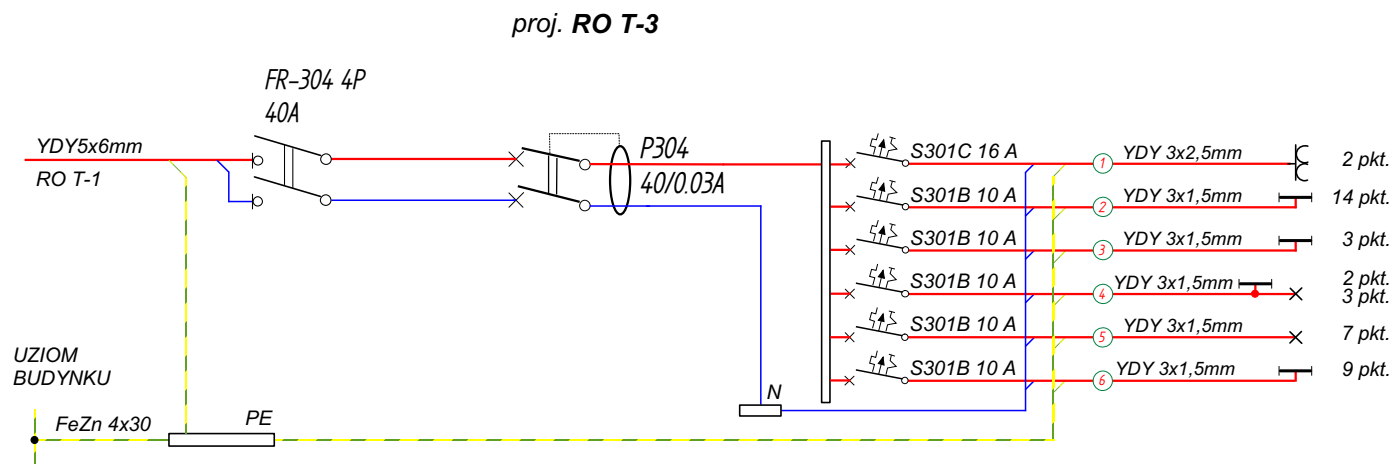 proj. RO T-3
FR-304 4P
40A
YDY5x6mm
RO T-1
P304
40/0.03A
S301C 16 A
1
YDY 3x2,5mm
2 pkt.
S301B 10 A
2
YDY 3x1,5mm
14 pkt.
S301B 10 A
3
YDY 3x1,5mm
3 pkt.
S301B 10 A
4
YDY 3x1,5mm
2 pkt.
3 pkt.
S301B 10 A
5
YDY 3x1,5mm
7 pkt.
S301B 10 A
6
YDY 3x1,5mm
9 pkt.
UZIOM
BUDYNKU
N
FeZn 4x30
PE